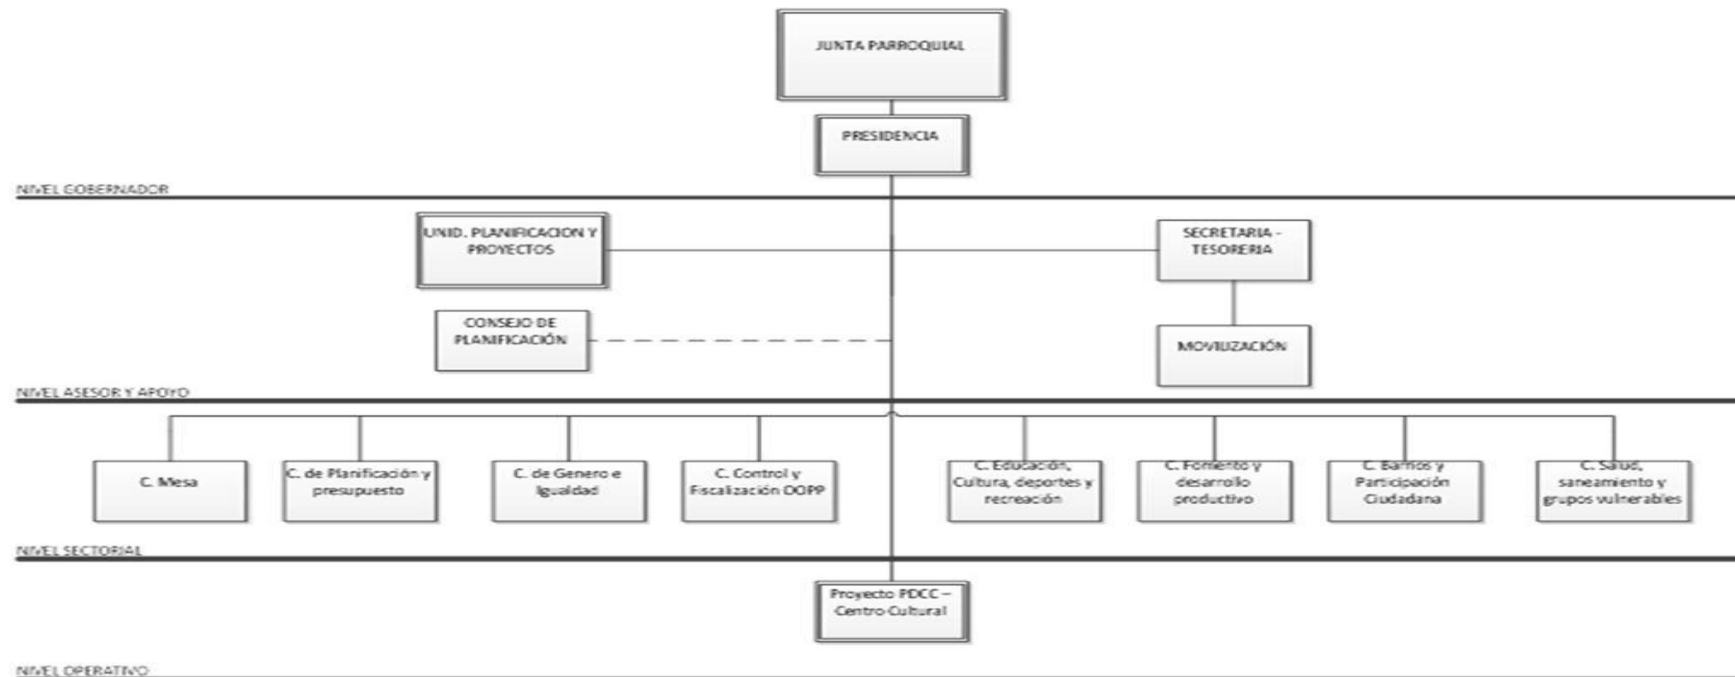 JUNTA PARROQUIAL
PRESIDENCIA
NIVEL GOBERNADOR
UNID. PLANIFICACION Y
PROYECTOS
SECRETARIA -
TESORERIA
CONSEJO DE
PLANIFICACIÓN
MOVILIZACIÓN
NIVEL ASESOR Y APOYO
C. Mesa
C. de Planificación y
presupuesto
C. de Genero e
Igualdad
C. Control y
Fiscalización OOPP
C. Educación,
Cultura, deportes y
recreación
C. Fomento y
desarrollo
productivo
C. Barrios y
Participación
Ciudadana
C. Salud,
saneamiento y
grupos vulnerables
NIVEL SECTORIAL
Proyecto PDCC –
Centro Cultural
NIVEL OPERATIVO